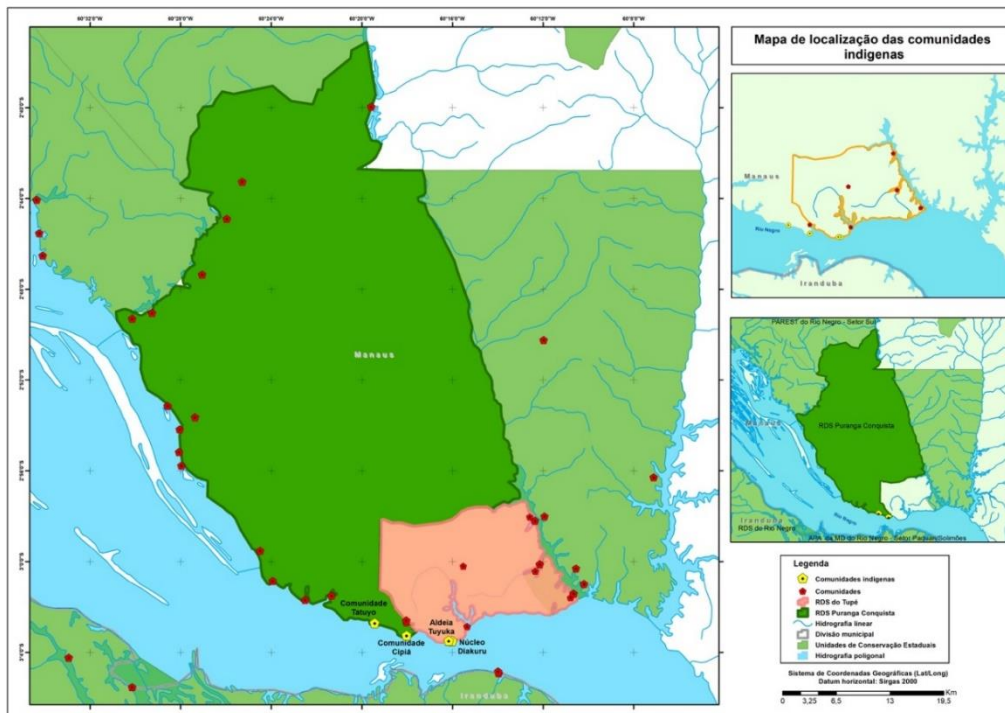 60°32'0"W 60°28'0"W 60°24'0"W 60°20'0"W 60°16'0"W 60°12'0"W 60°8'0"W
Manaus
Comunidade
Tatuyo
Comunidade
Cipiá
Aldeia
Tuyuka
Núcleo
Diakuru
Iranduba
Mapa de localização das comunidades
indigenas
Manaus
Rio Negro
Iranduba
PAREST do Rio Negro - Setor Sul
RDS Puranga Conquista
Manaus
Rio Negro
Iranduba
RDS do Rio Negro
Legenda
Comunidades indígenas
Comunidades
RDS do Tupé
RDS Puranga Conquista
Hidrografia linear
Divisão municipal
Unidades de Conservação Estaduais
Hidrografia poligonal
Sistema de Coordenadas Geográficas (Lat/Long)
Datum horizontal: Sirgas 2000
Km
0 3,25 6,5 13 19,5